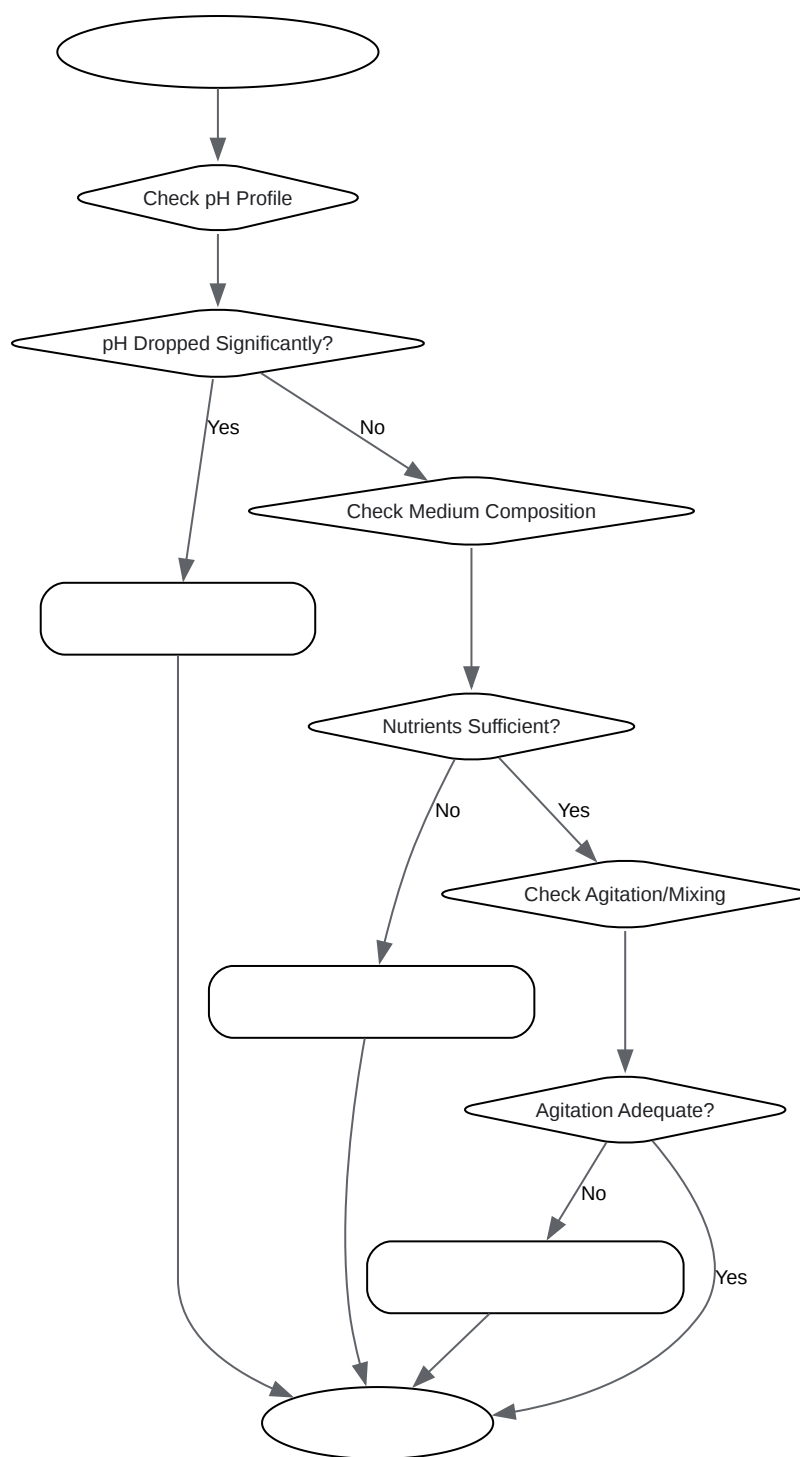 Check pH Profile
pH Dropped Significantly?
Yes
No
Check Medium Composition
Nutrients Sufficient?
No
Yes
Check Agitation/Mixing
Agitation Adequate?
No
Yes